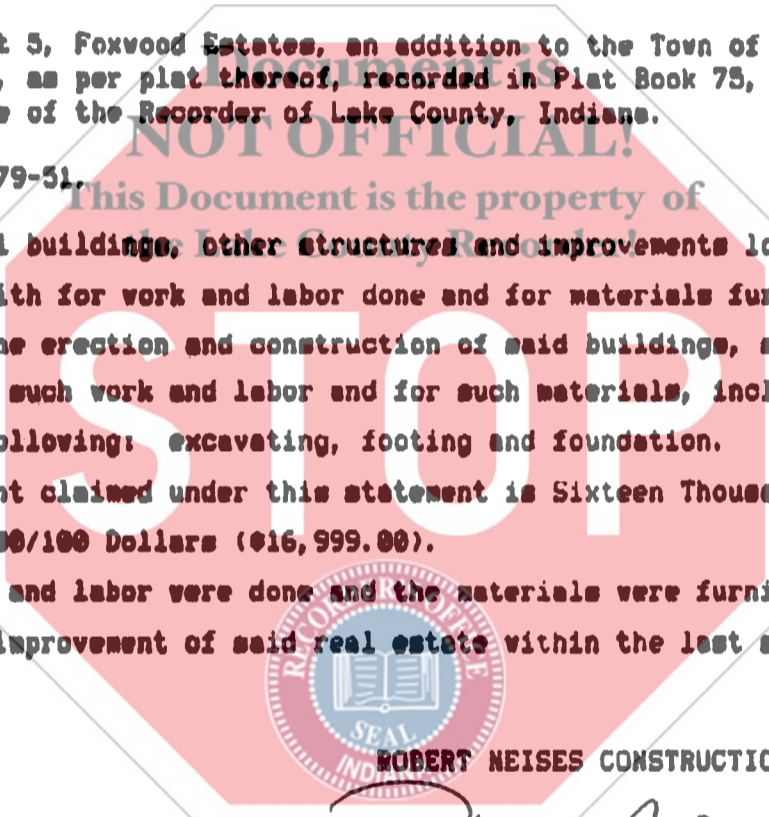 t 5, Foxwood Estates, an addition to the Town of
, as per plat thereof, recorded in Plat Book 75,
of the Recorder of Lake County, Indiana.
79-51.
buildings, other structures and improvements lo
ith for work and labor done and for materials fur
he erection and construction of said buildings,
such work and labor and for such materials, incl
ollowing: excavating, footing and foundation.
nt claimed under this statement is Sixteen Thous
00/100 Dollars ($16,999.00).
and labor were done and the materials were furni
improvement of said real estate within the last
ROBERT NEISES CONSTRUCTIO
Document is
NOT OFFICIAL!
This Document is the property of
the Lake County Recorder!
STOP
RECORDER'S OFFICE
SEAL
INDIANA